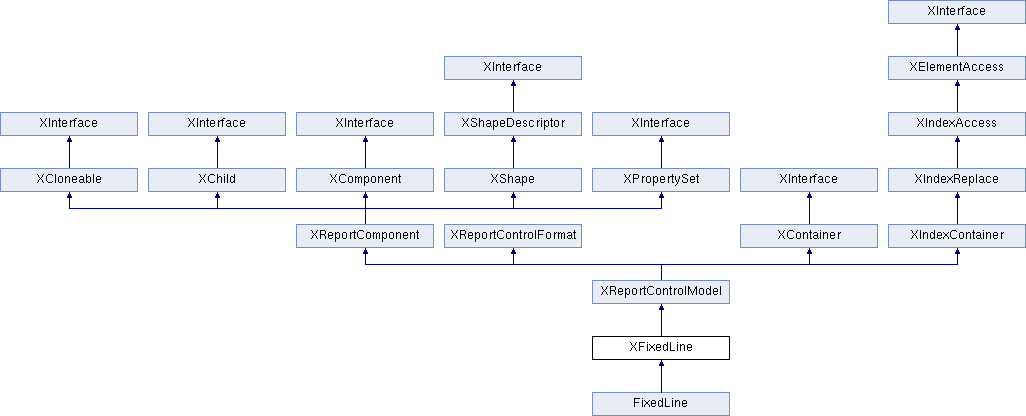 XInterface
XInterface XElementAccess
XInterface XInterface XInterface XShapeDescriptor XInterface XIndexAccess
XCloneable XChild XComponent XShape XPropertySet XInterface XIndexReplace
XReportComponent XReportControlFormat XContainer XIndexContainer
XReportControlModel
XFixedLine
FixedLine